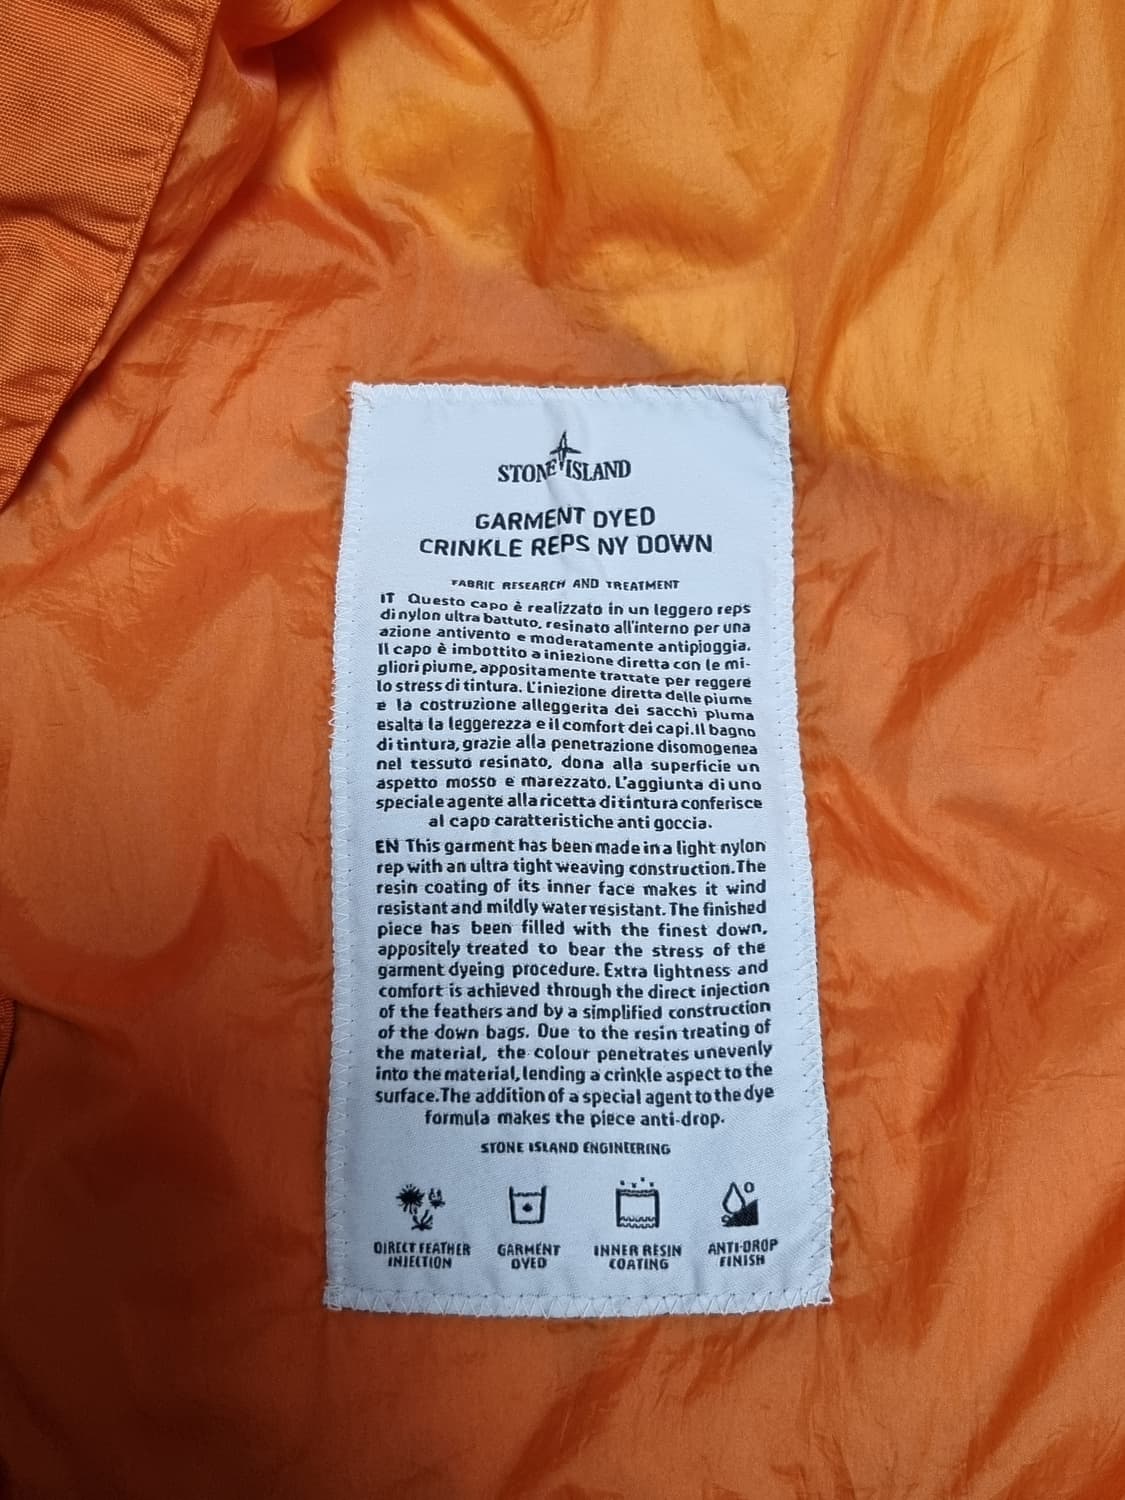 STONE ISLAND
GARMENT DYED
CRINKLE REPS NY DOWN
FABRIC RESEARCH AND TREATMENT
IT Questo capo è realizzato in un leggero reps
di nylon ultra battuto, resinato all'interno per una
azione antivento e moderatamente antipioggia.
Il capo è imbottito a iniezione diretta con le mi-
gliori piume, appositamente trattate per reggere
lo stress di tintura. L'iniezione diretta delle piume
e la costruzione alleggerita dei sacchi piuma
esalta la leggerezza e il comfort dei capi. Il bagno
di tintura, grazie alla penetrazione disomogenea
nel tessuto resinato, dona alla superficie un
aspetto mosso e marezzato. L'aggiunta di uno
speciale agente alla ricetta di tintura conferisce
al capo caratteristiche anti goccia.
EN This garment has been made in a light nylon
rep with an ultra tight weaving construction. The
resin coating of its inner face makes it wind
resistant and mildly water resistant. The finished
piece has been filled with the finest down,
appositely treated to bear the stress of the
garment dyeing procedure. Extra lightness and
comfort is achieved through the direct injection
of the feathers and by a simplified construction
of the down bags. Due to the resin treating of
the material, the colour penetrates unevenly
into the material, lending a crinkle aspect to the
surface. The addition of a special agent to the dye
formula makes the piece anti-drop.
STONE ISLAND ENGINEERING
DIRECT FEATHER INJECTION
GARMENT DYED
INNER RESIN COATING
ANTI-DROP FINISH